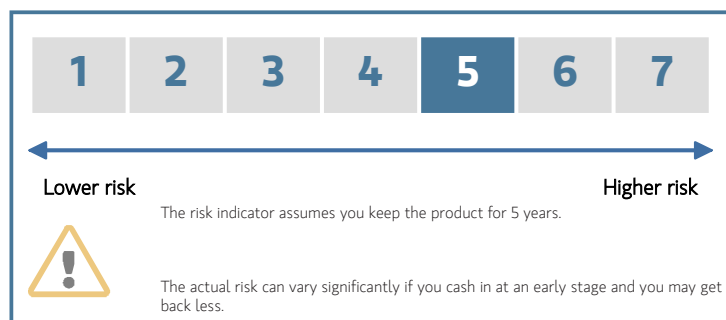 1 2 3 4 5 6 7
Lower risk Higher risk
The risk indicator assumes you keep the product for 5 years.
!
The actual risk can vary significantly if you cash in at an early stage and you may get
back less.